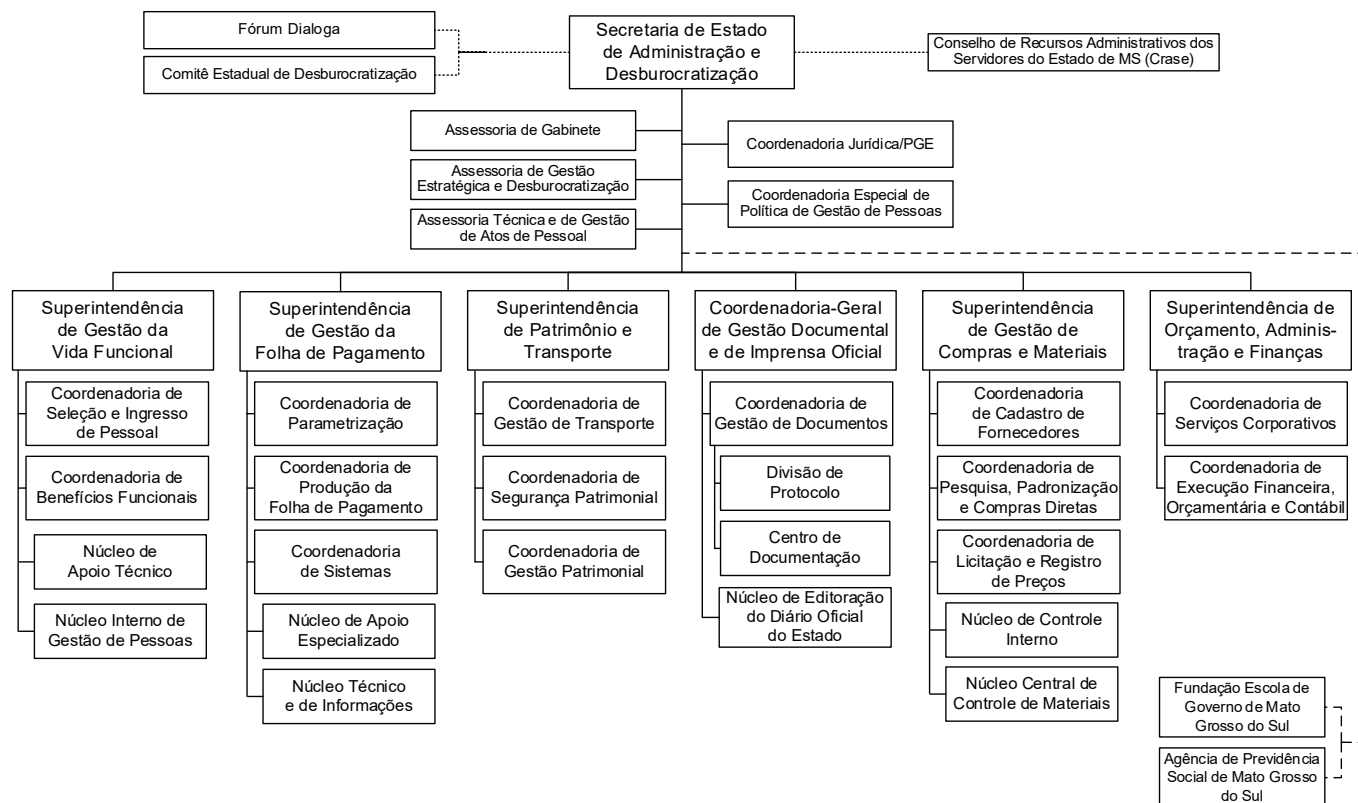 Fórum Dialoga
Comitê Estadual de Desburocratização
Secretaria de Estado
de Administração e
Desburocratização
Conselho de Recursos Administrativos dos
Servidores do Estado de MS (Crase)
Assessoria de Gabinete
Coordenadoria Jurídica/PGE
Assessoria de Gestão
Estratégica e Desburocratização
Coordenadoria Especial de
Política de Gestão de Pessoas
Assessoria Técnica e de Gestão
de Atos de Pessoal
Superintendência
de Gestão da
Vida Funcional
Coordenadoria de
Seleção e Ingresso
de Pessoal
Coordenadoria de
Benefícios Funcionais
Núcleo de
Apoio Técnico
Núcleo Interno de
Gestão de Pessoas
Superintendência
de Gestão da
Folha de Pagamento
Coordenadoria de
Parametrização
Coordenadoria de
Produção da
Folha de Pagamento
Coordenadoria
de Sistemas
Núcleo de Apoio
Especializado
Núcleo Técnico
e de Informações
Superintendência
de Patrimônio e
Transporte
Coordenadoria de
Gestão de Transporte
Coordenadoria de
Segurança Patrimonial
Coordenadoria de
Gestão Patrimonial
Coordenadoria-Geral
de Gestão Documental
e de Imprensa Oficial
Coordenadoria de
Gestão de Documentos
Divisão de
Protocolo
Centro de
Documentação
Núcleo de Editoração
do Diário Oficial
do Estado
Superintendência
de Gestão de
Compras e Materiais
Coordenadoria
de Cadastro de
Fornecedores
Coordenadoria de
Pesquisa, Padronização
e Compras Diretas
Coordenadoria de
Licitação e Registro
de Preços
Núcleo de Controle
Interno
Núcleo Central de
Controle de Materiais
Superintendência de
Orçamento, Adminis-
tração e Finanças
Coordenadoria de
Serviços Corporativos
Coordenadoria de
Execução Financeira,
Orçamentária e Contábil
Fundação Escola de
Governo de Mato
Grosso do Sul
Agência de Previdência
Social de Mato Grosso
do Sul